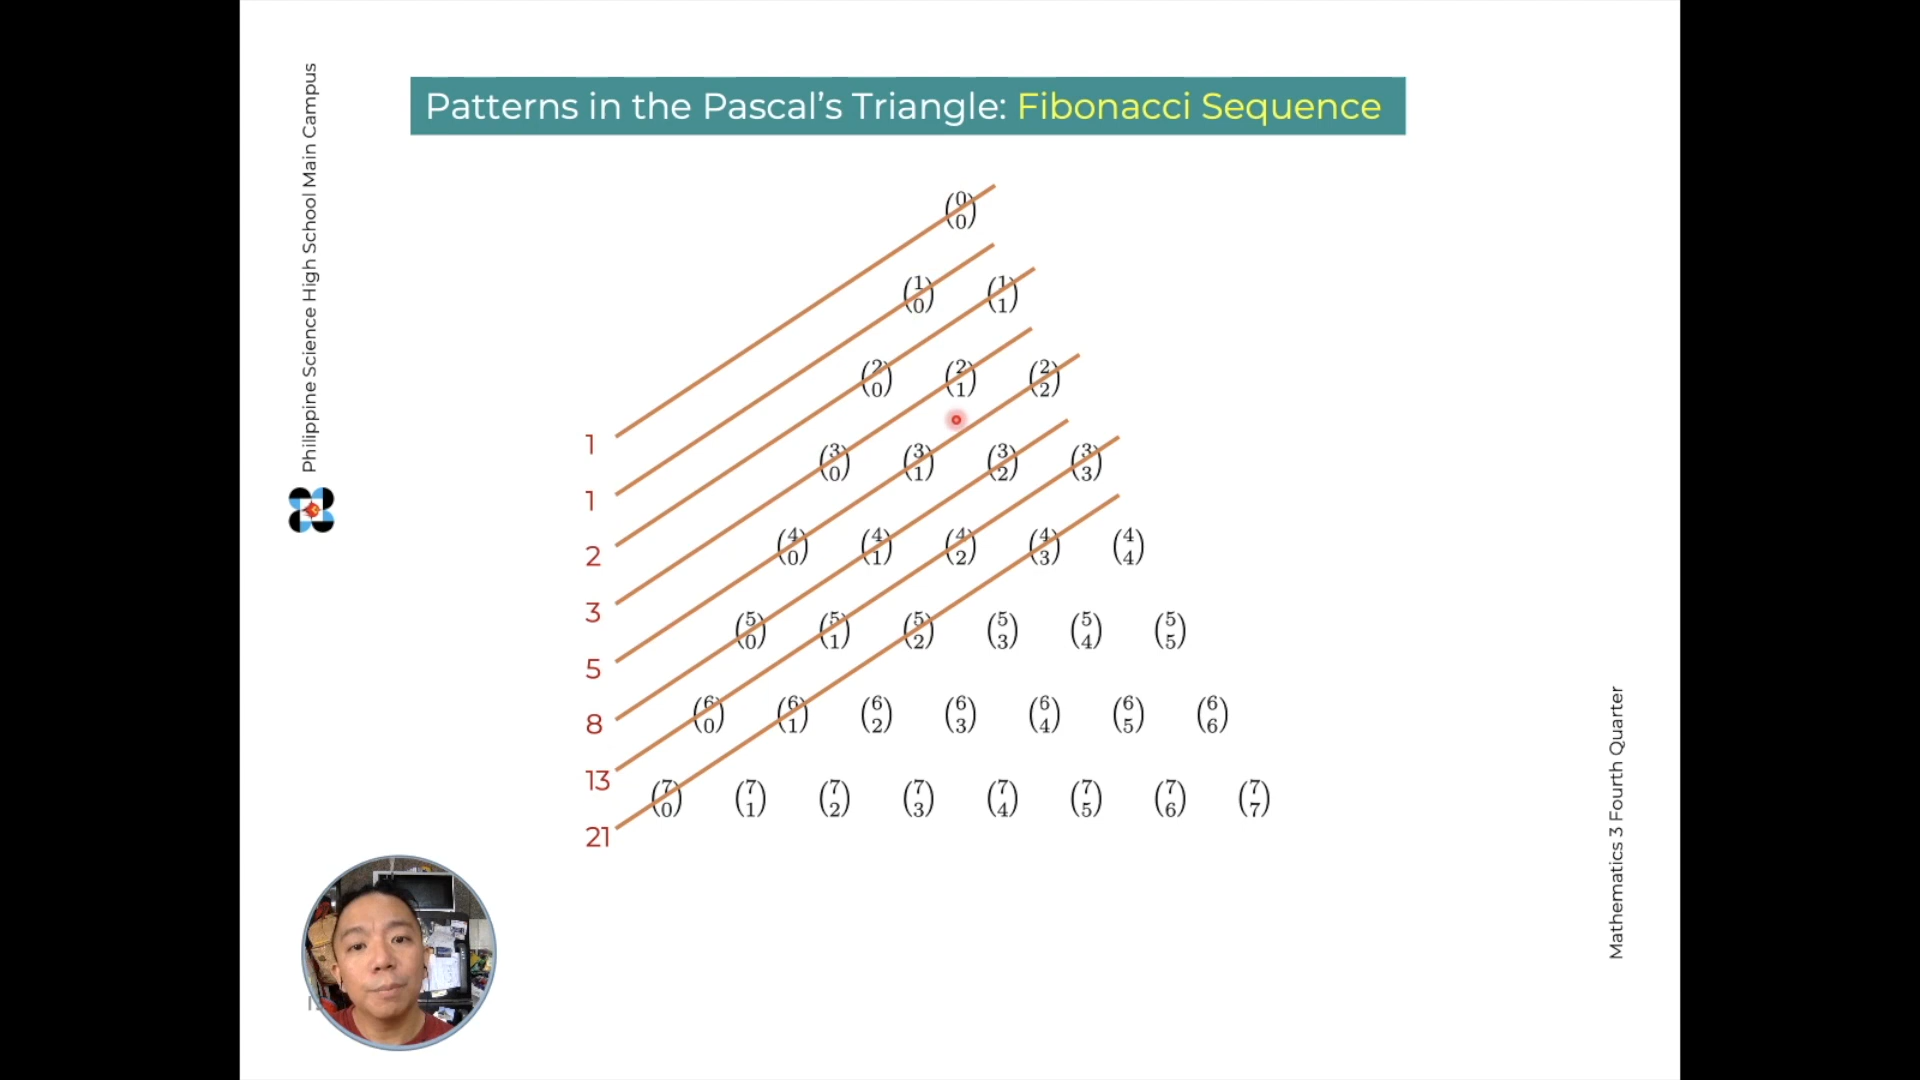 Philippine Science High School Main Campus
Patterns in the Pascal's Triangle: Fibonacci Sequence
(0 0)
(1 0) (1 1)
(2 0) (2 1) (2 2)
(3 0) (3 1) (3 2) (3 3)
(4 0) (4 1) (4 2) (4 3) (4 4)
(5 0) (5 1) (5 2) (5 3) (5 4) (5 5)
(6 0) (6 1) (6 2) (6 3) (6 4) (6 5) (6 6)
(7 0) (7 1) (7 2) (7 3) (7 4) (7 5) (7 6) (7 7)
1
1
2
3
5
8
13
21
Mathematics 3 Fourth Quarter